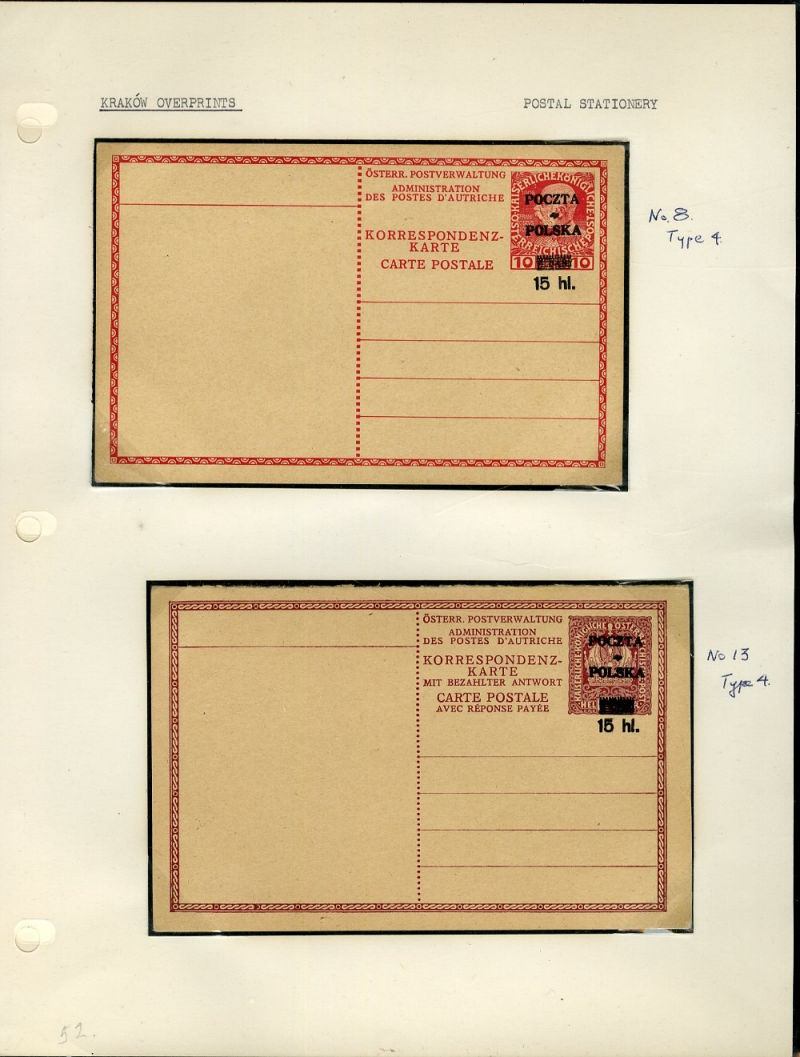 KRAKÓW OVERPRINTS
POSTAL STATIONERY
ÖSTERR. POSTVERWALTUNG
ADMINISTRATION
DES POSTES D'AUTRICHE
KORRESPONDENZ-
KARTE
CARTE POSTALE
POCZTA
POLSKA
10 10
15 hl.
No. 8.
Type 4.
ÖSTERR. POSTVERWALTUNG
ADMINISTRATION
DES POSTES D'AUTRICHE
KORRESPONDENZ-
KARTE
MIT BEZAHLTER ANTWORT
CARTE POSTALE
AVEC RÉPONSE PAYÉE
POCZTA
POLSKA
15 hl.
No 13
Type 4.
52.